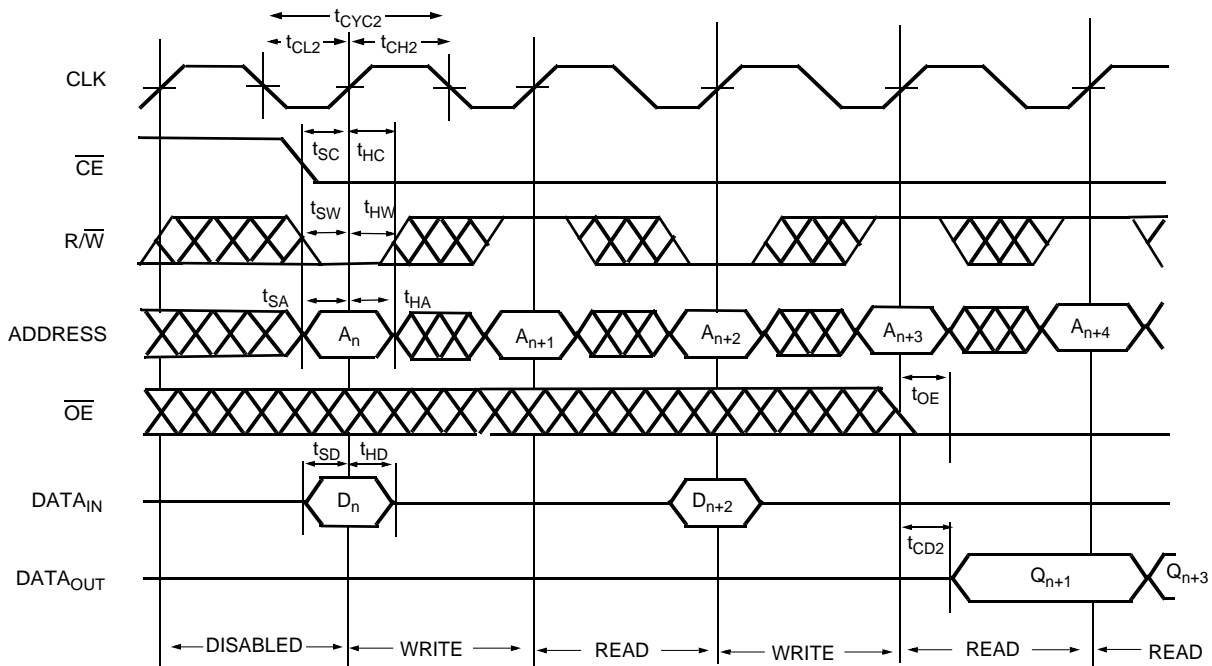 tCYC2
tCL2 tCH2
CLK
tSC tHC
CE
tSW tHW
R/W
tSA tHA
ADDRESS An An+1 An+2 An+3 An+4
OE tOE
tSD tHD
DATAIN Dn Dn+2
tCD2
DATAOUT Qn+1 Qn+3
DISABLED WRITE READ WRITE READ READ